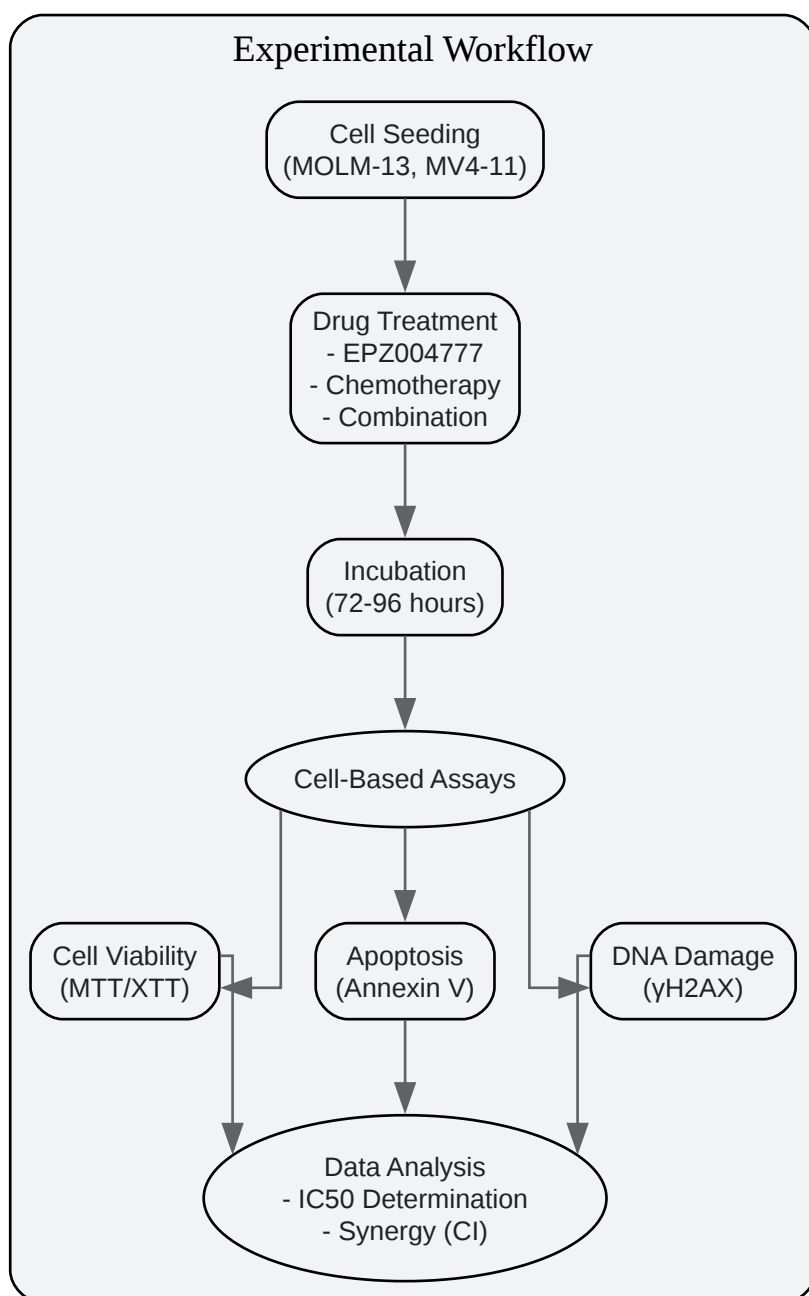 Experimental Workflow
Cell Seeding
(MOLM-13, MV4-11)
Drug Treatment
- EPZ004777
- Chemotherapy
- Combination
Incubation
(72-96 hours)
Cell-Based Assays
Cell Viability
(MTT/XTT)
Apoptosis
(Annexin V)
DNA Damage
(γH2AX)
Data Analysis
- IC50 Determination
- Synergy (CI)